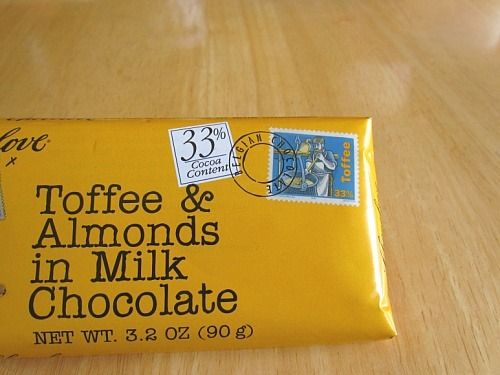 love
x
33%
Cocoa
Content
BELGIAN CHOCOLATE
Toffee
33%
Toffee &
Almonds
in Milk
Chocolate
NET WT. 3.2 OZ (90 g)